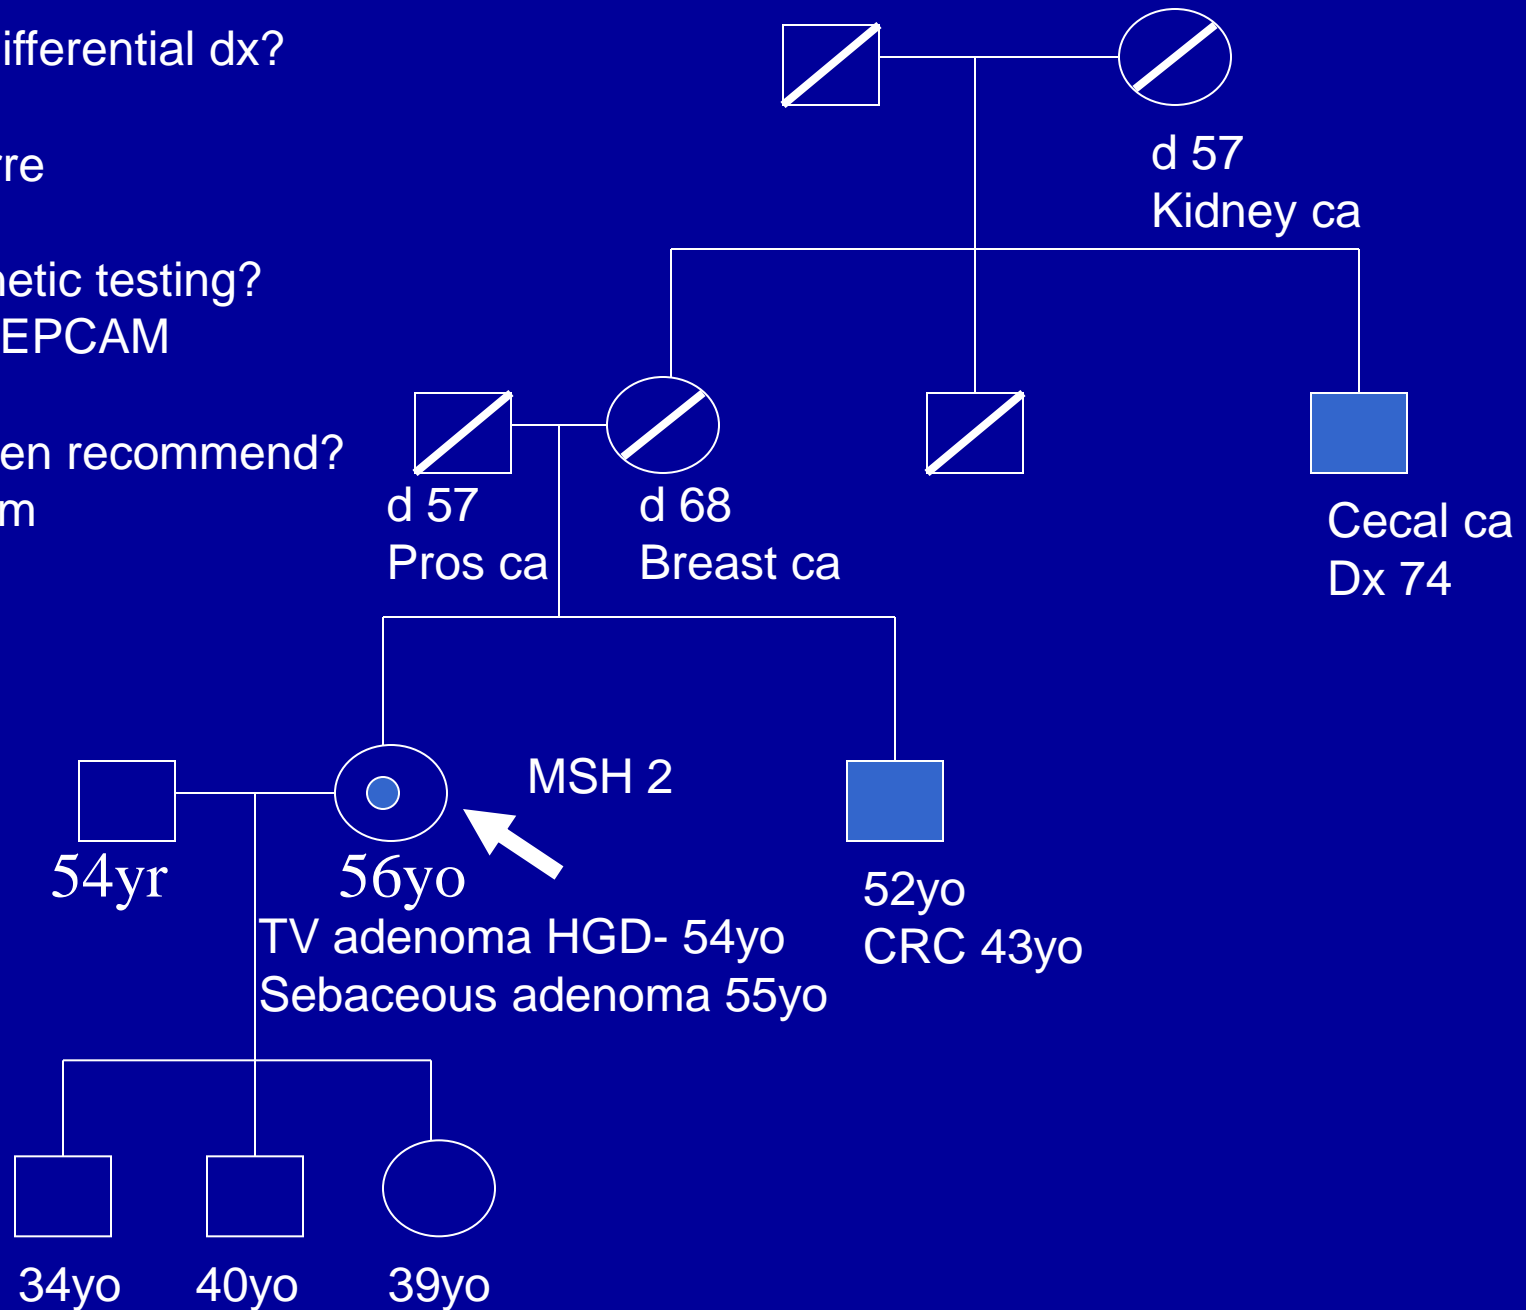 ifferential dx?
rre
netic testing?
EPCAM
en recommend?
m
d 57
Kidney ca
d 57
Pros ca
d 68
Breast ca
Cecal ca
Dx 74
MSH 2
54yr
56yo
TV adenoma HGD- 54yo
Sebaceous adenoma 55yo
52yo
CRC 43yo
34yo
40yo
39yo